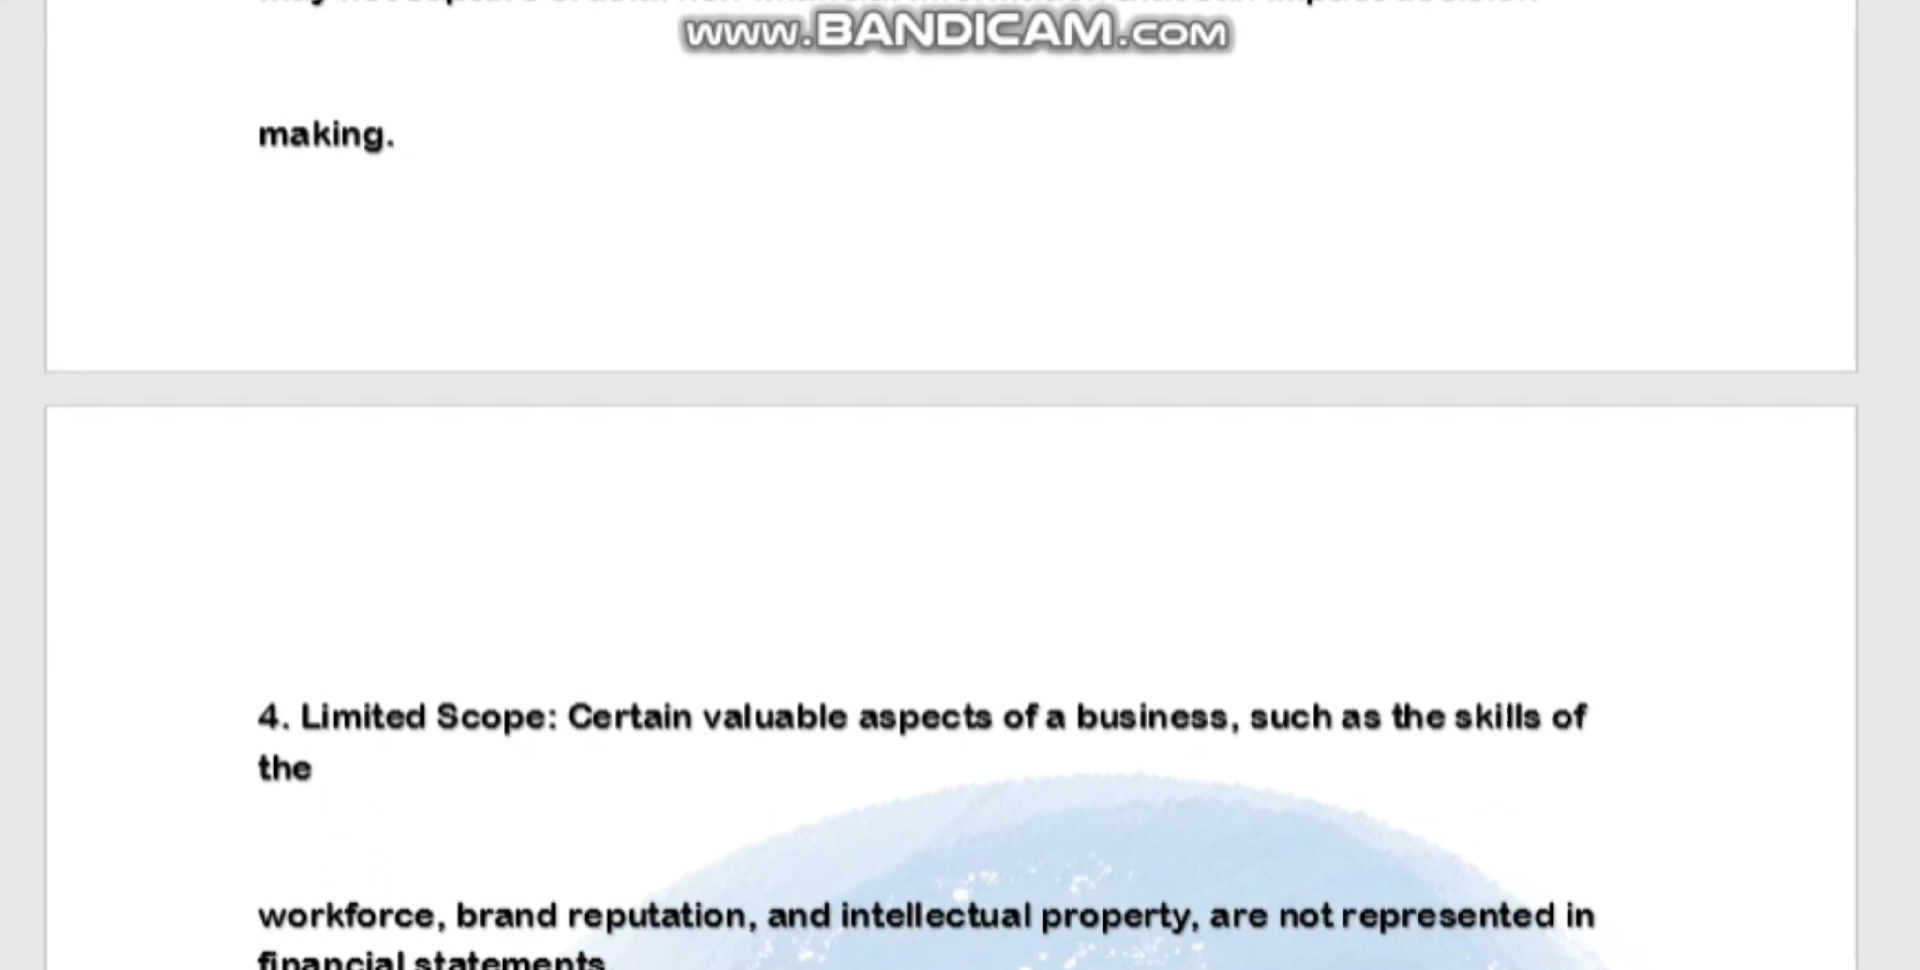 www.BANDICAM.com
making.
4. Limited Scope: Certain valuable aspects of a business, such as the skills of
the
workforce, brand reputation, and intellectual property, are not represented in
financial statements